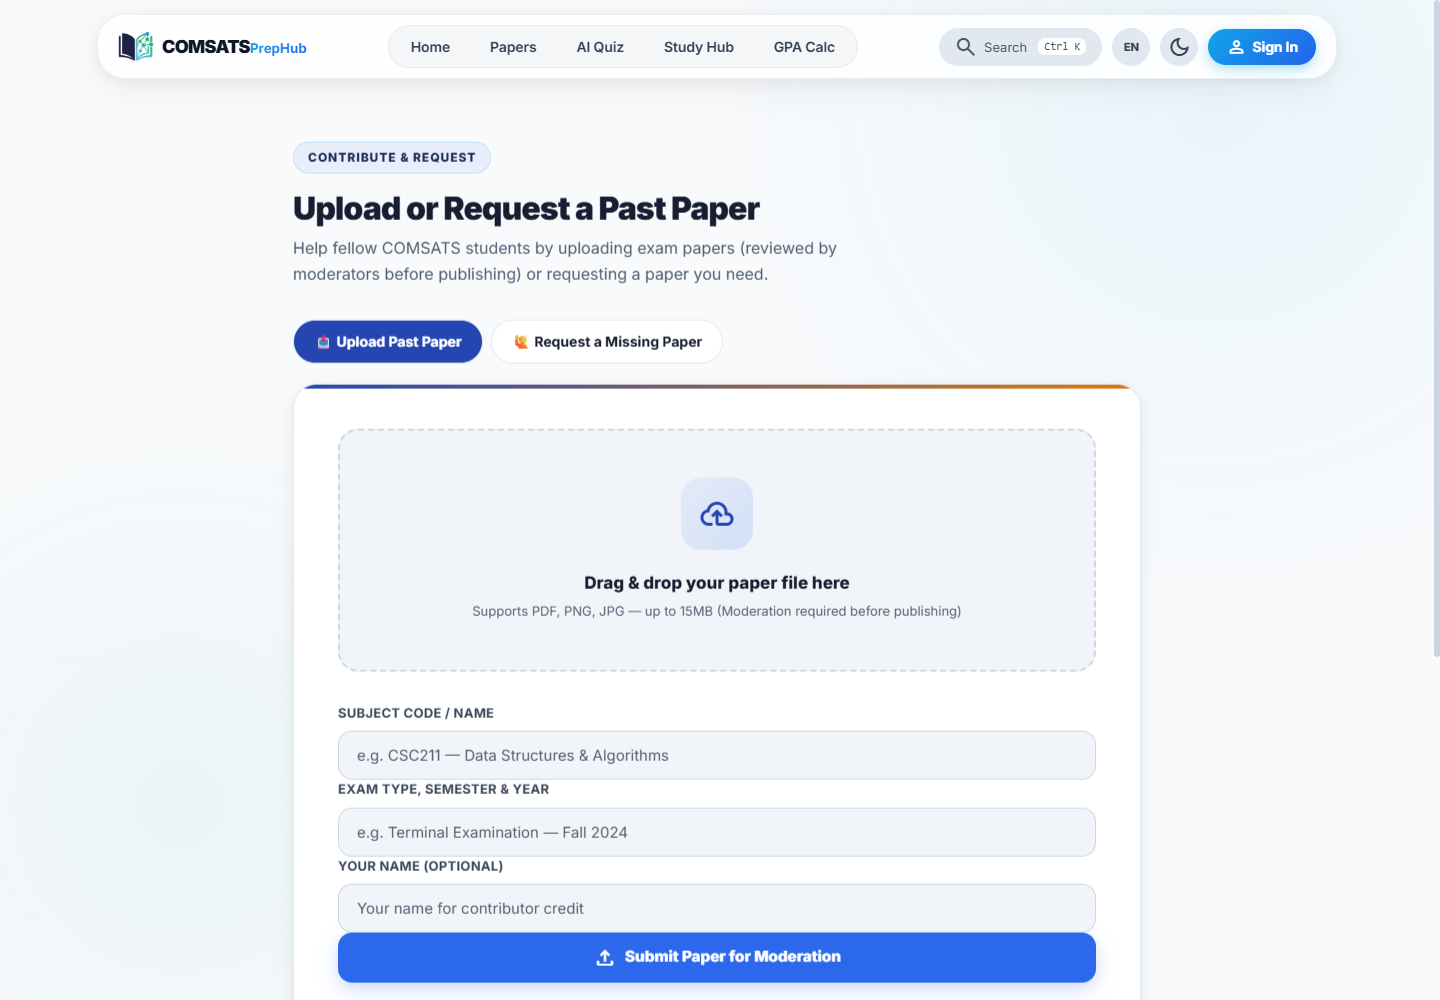 COMSATSPrepHub
Home
Papers
AI Quiz
Study Hub
GPA Calc
Search
Ctrl K
EN
Sign In
CONTRIBUTE & REQUEST
Upload or Request a Past Paper
Help fellow COMSATS students by uploading exam papers (reviewed by
moderators before publishing) or requesting a paper you need.
Upload Past Paper
Request a Missing Paper
Drag & drop your paper file here
Supports PDF, PNG, JPG — up to 15MB (Moderation required before publishing)
SUBJECT CODE / NAME
e.g. CSC211 — Data Structures & Algorithms
EXAM TYPE, SEMESTER & YEAR
e.g. Terminal Examination — Fall 2024
YOUR NAME (OPTIONAL)
Your name for contributor credit
Submit Paper for Moderation